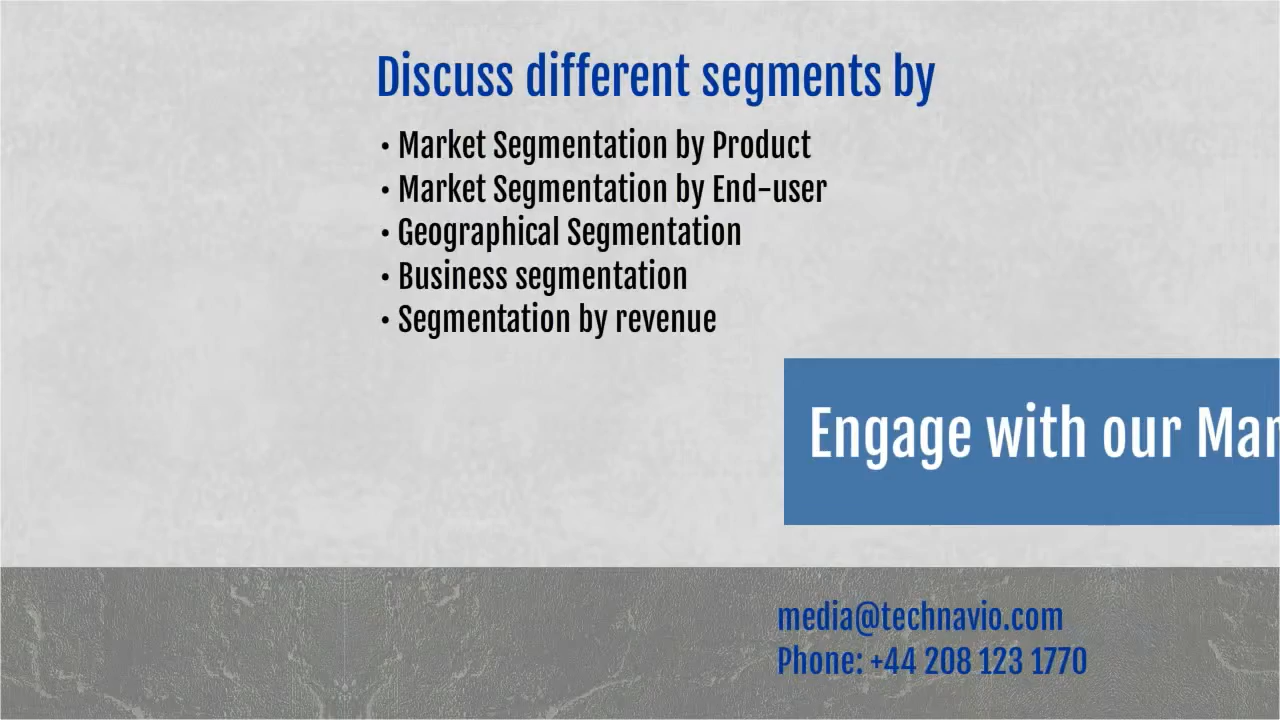 Discuss different segments by
• Market Segmentation by Product
• Market Segmentation by End-user
• Geographical Segmentation
• Business segmentation
• Segmentation by revenue
Engage with our Mar
media@technavio.com
Phone: +44 208 123 1770